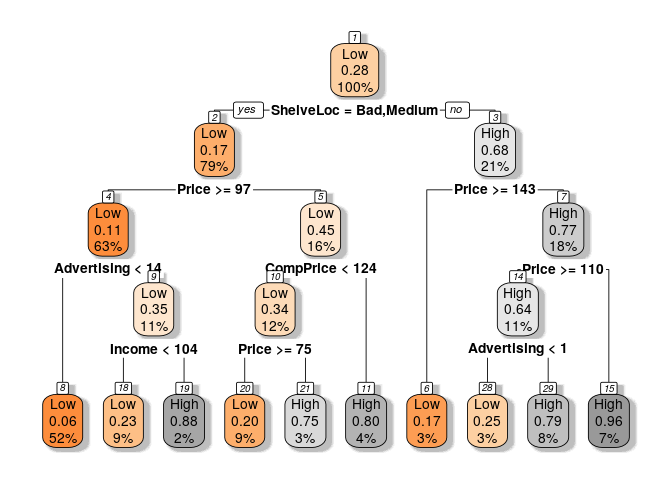 1
Low
0.28
100%
yes ShelveLoc = Bad,Medium no
2
Low
0.17
79%
3
High
0.68
21%
Price >= 97
Price >= 143
4
Low
0.11
63%
5
Low
0.45
16%
7
High
0.77
18%
Advertising < 14
CompPrice < 124
Price >= 110
9
Low
0.35
11%
10
Low
0.34
12%
14
High
0.64
11%
Income < 104
Price >= 75
Advertising < 1
8
Low
0.06
52%
18
Low
0.23
9%
19
High
0.88
2%
20
Low
0.20
9%
21
High
0.75
3%
11
High
0.80
4%
6
Low
0.17
3%
28
Low
0.25
3%
29
High
0.79
8%
15
High
0.96
7%